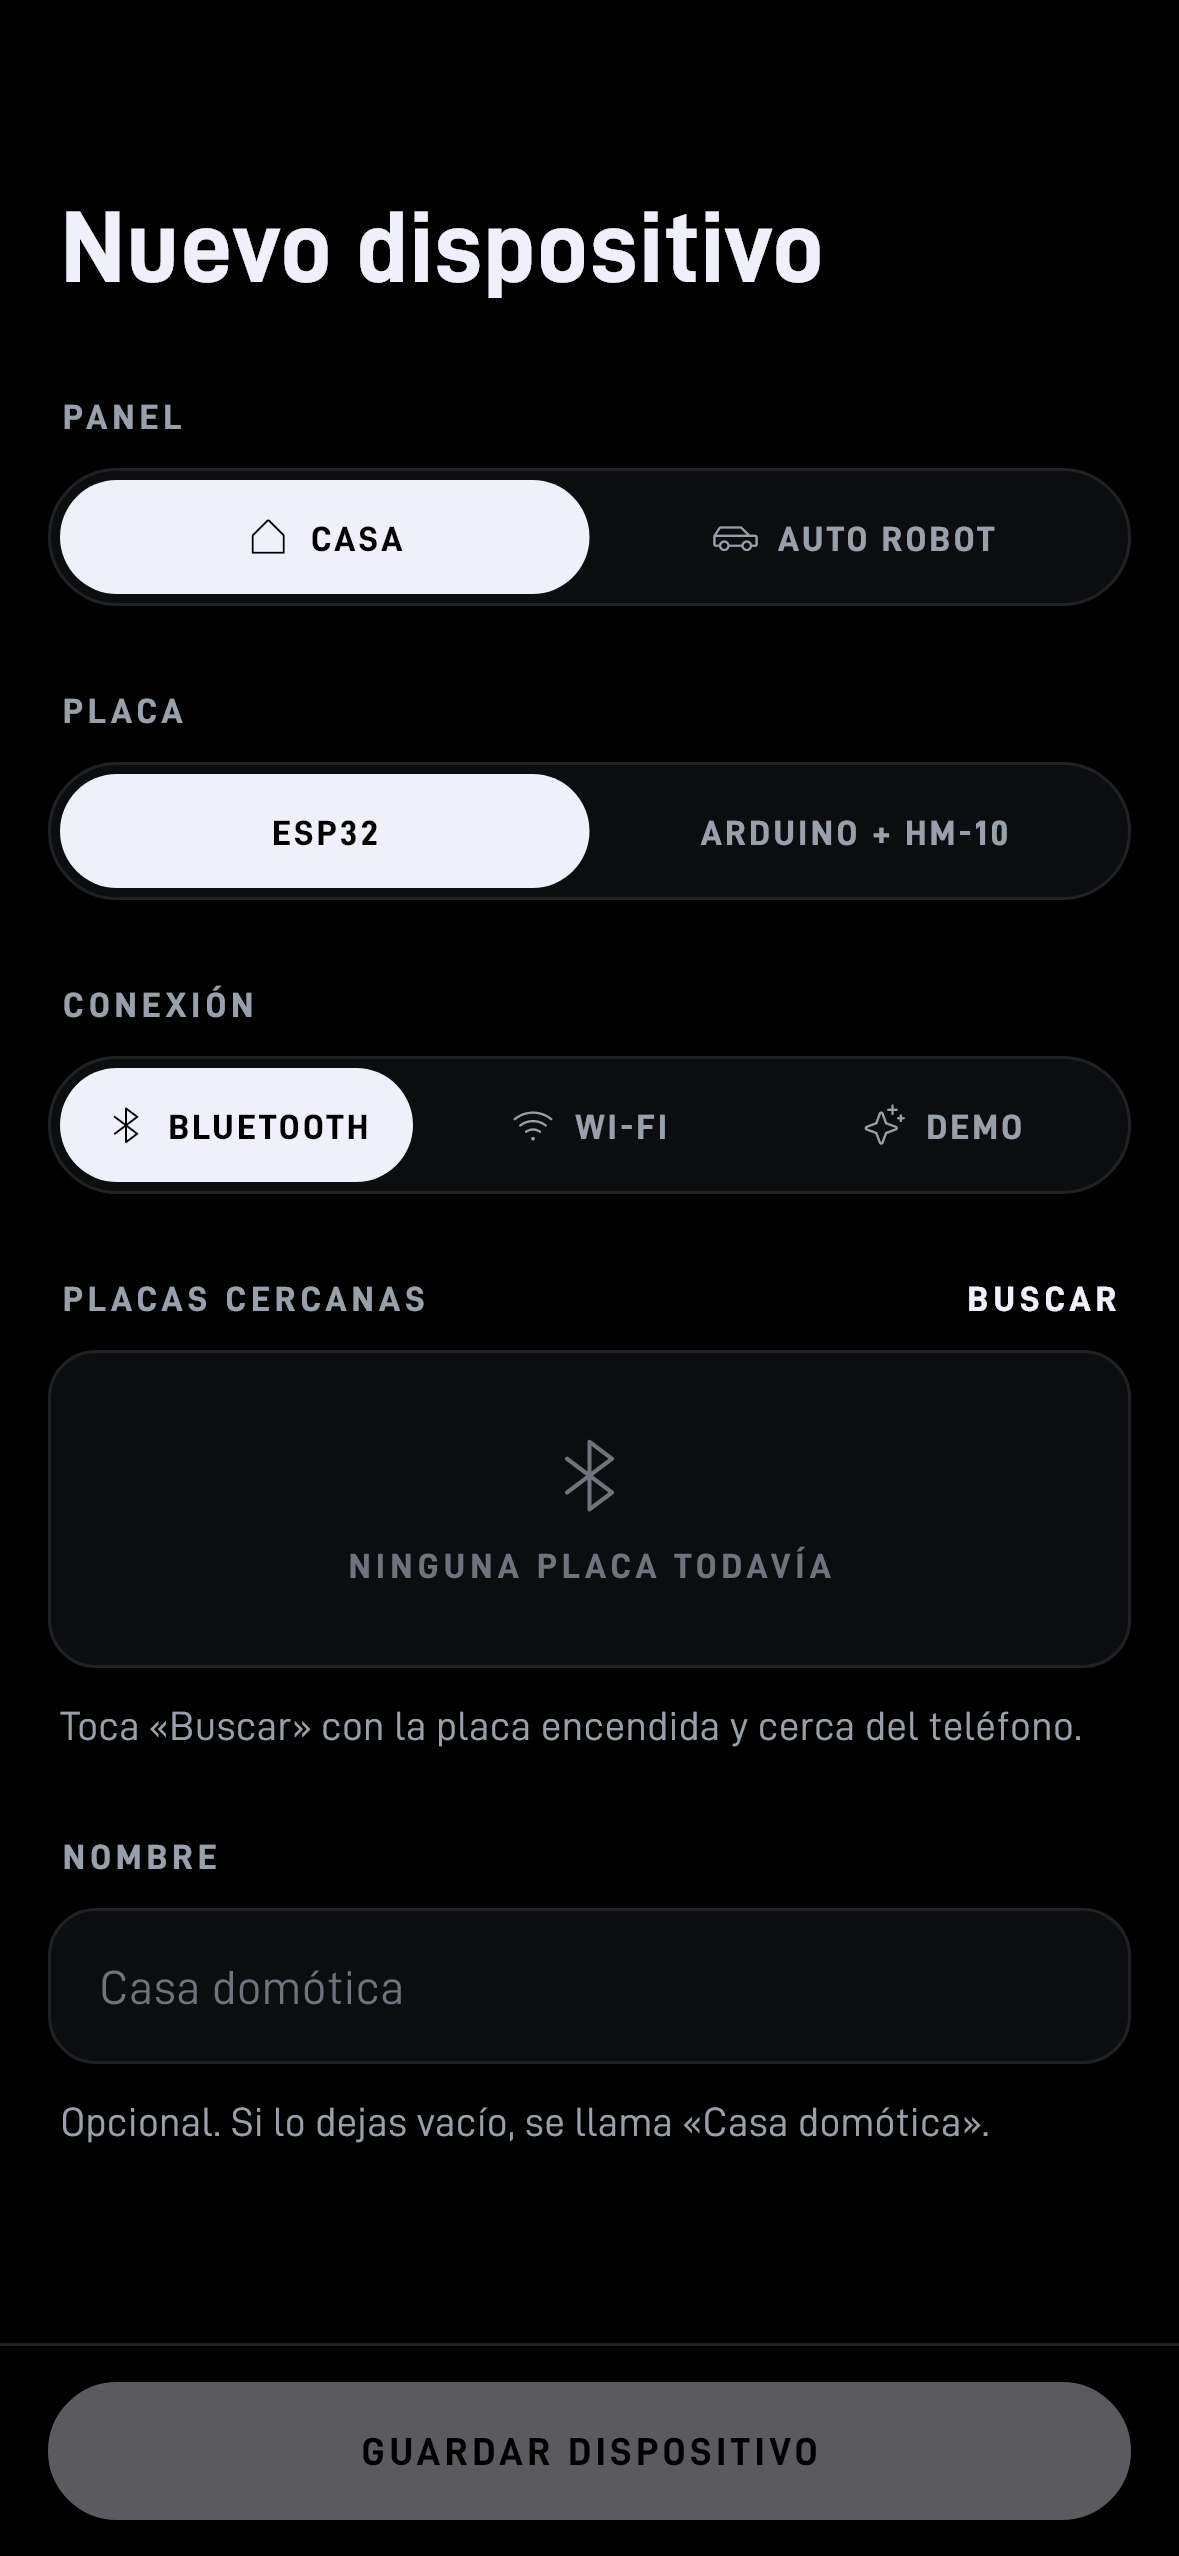 Nuevo dispositivo
PANEL
CASA
AUTO ROBOT
PLACA
ESP32
ARDUINO + HM-10
CONEXIÓN
BLUETOOTH
WI-FI
DEMO
PLACAS CERCANAS
BUSCAR
NINGUNA PLACA TODAVÍA
Toca «Buscar» con la placa encendida y cerca del teléfono.
NOMBRE
Casa domótica
Opcional. Si lo dejas vacío, se llama «Casa domótica».
GUARDAR DISPOSITIVO